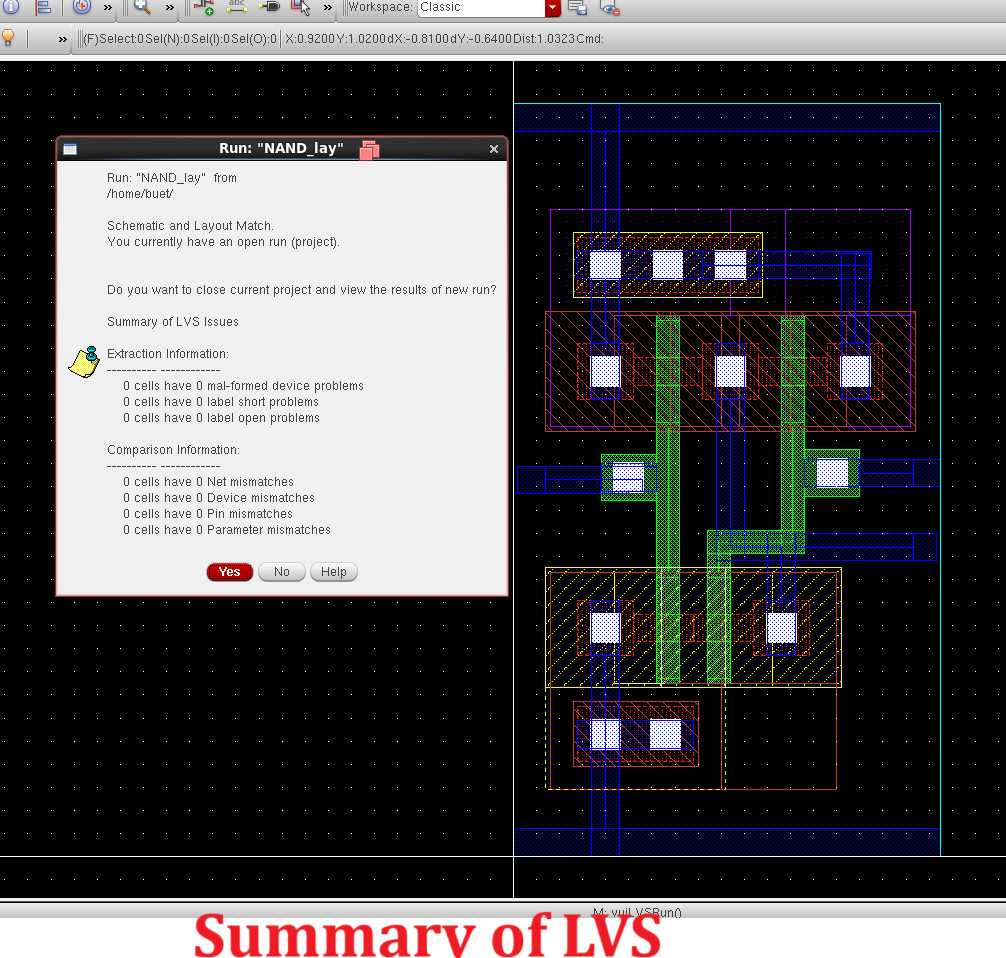 Workspace: Classic
(F)Select:0 Sel(N):0 Sel(I):0 Sel(O):0 X:0.9200 Y:1.0200 dX:-0.8100 dY:-0.6400 Dist:1.0323 Cmd:
Run: "NAND_lay"
Run: "NAND_lay" from
/home/buet/
Schematic and Layout Match.
You currently have an open run (project).
Do you want to close current project and view the results of new run?
Summary of LVS Issues
Extraction Information:
---------- ------------
0 cells have 0 mal-formed device problems
0 cells have 0 label short problems
0 cells have 0 label open problems
Comparison Information:
---------- ------------
0 cells have 0 Net mismatches
0 cells have 0 Device mismatches
0 cells have 0 Pin mismatches
0 cells have 0 Parameter mismatches
Yes No Help
M: vuiLVSRun()
Summary of LVS